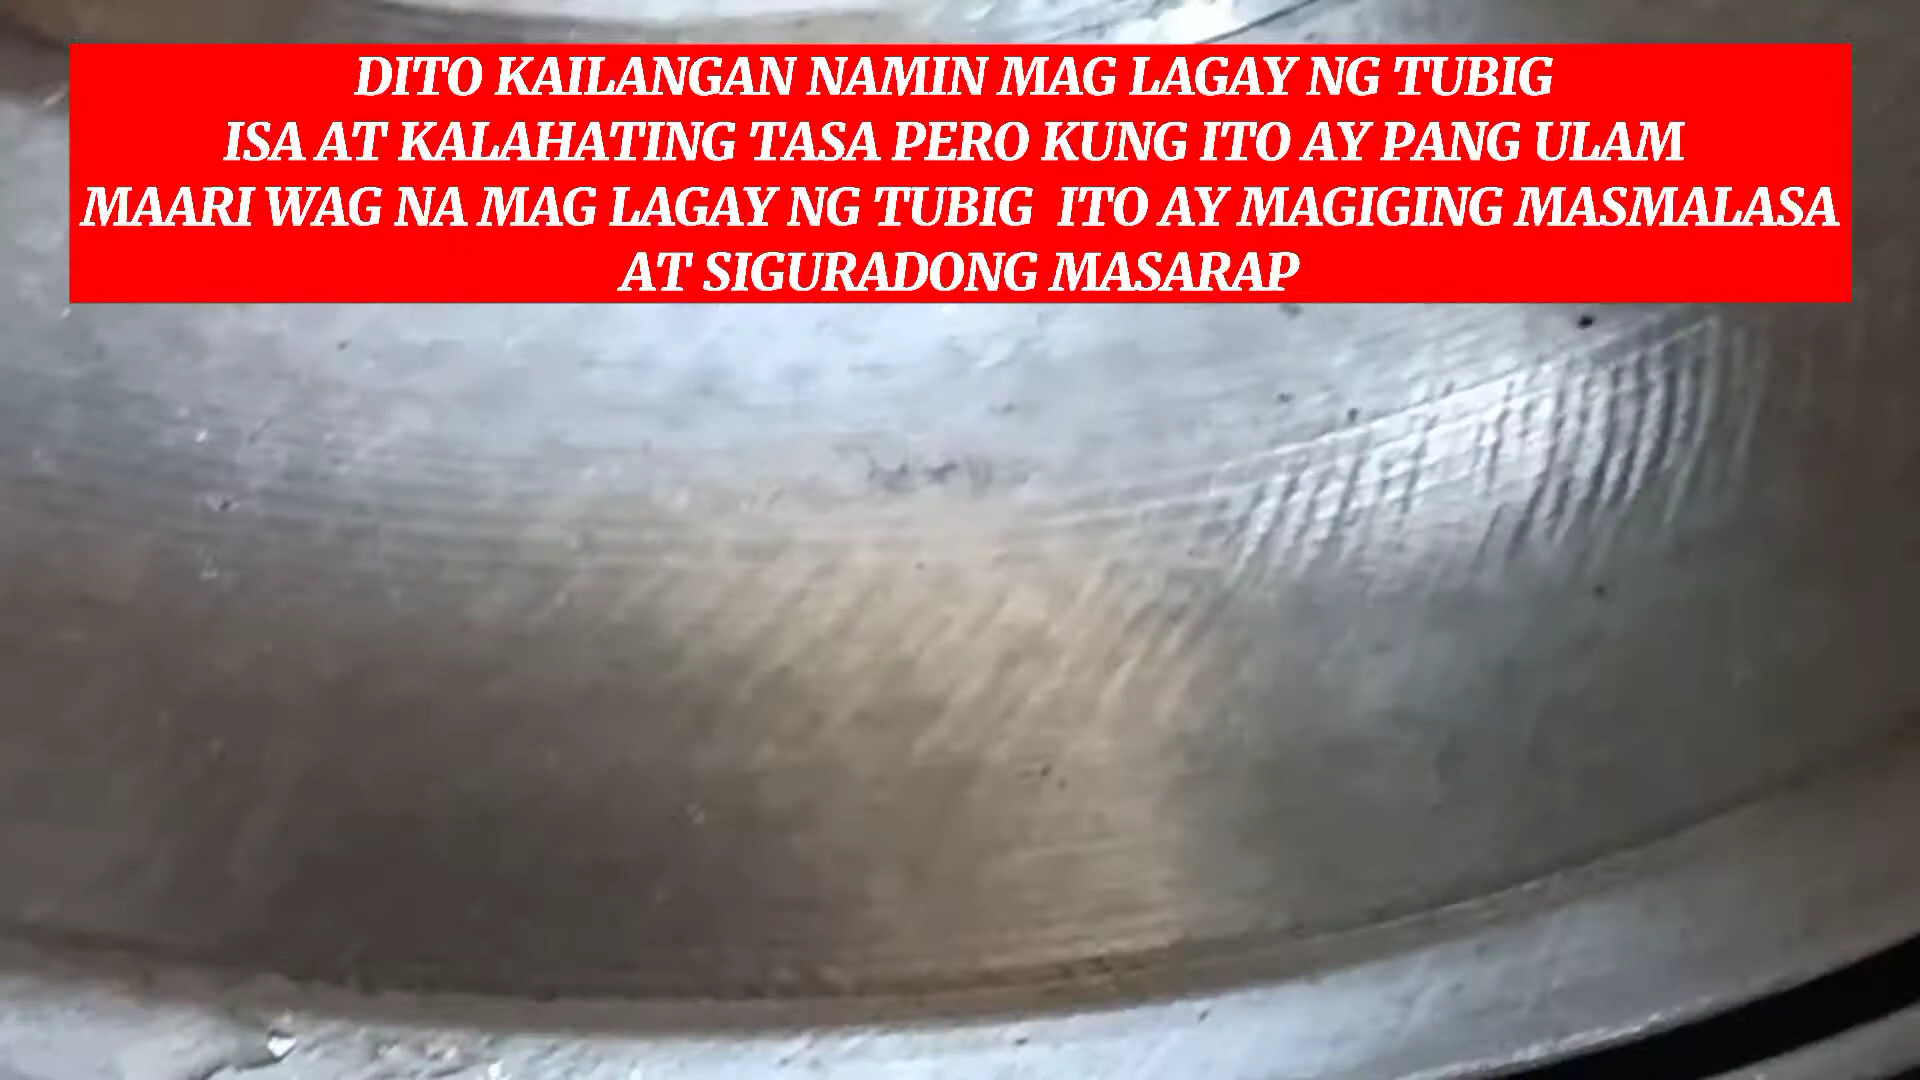 DITO KAILANGAN NAMIN MAG LAGAY NG TUBIG
ISA AT KALAHATING TASA PERO KUNG ITO AY PANG ULAM
MAARI WAG NA MAG LAGAY NG TUBIG ITO AY MAGIGING MASMALASA
AT SIGURADONG MASARAP